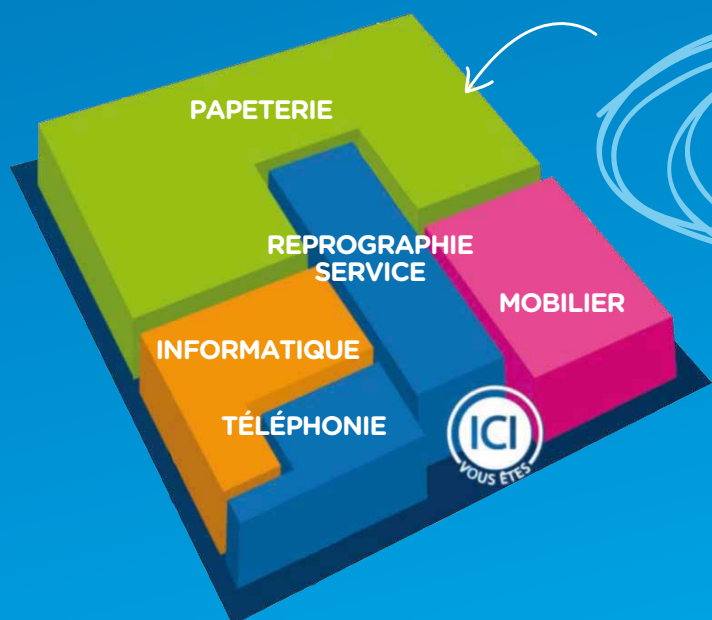 PAPETERIE
REPROGRAPHIE
SERVICE
MOBILIER
INFORMATIQUE
TÉLÉPHONIE
ICI
VOUS ÊTES